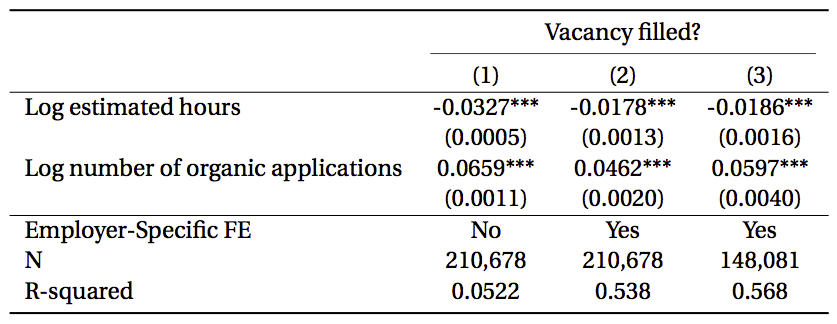 Vacancy filled?
(1) (2) (3)
Log estimated hours -0.0327*** -0.0178*** -0.0186***
(0.0005) (0.0013) (0.0016)
Log number of organic applications 0.0659*** 0.0462*** 0.0597***
(0.0011) (0.0020) (0.0040)
Employer-Specific FE No Yes Yes
N 210,678 210,678 148,081
R-squared 0.0522 0.538 0.568